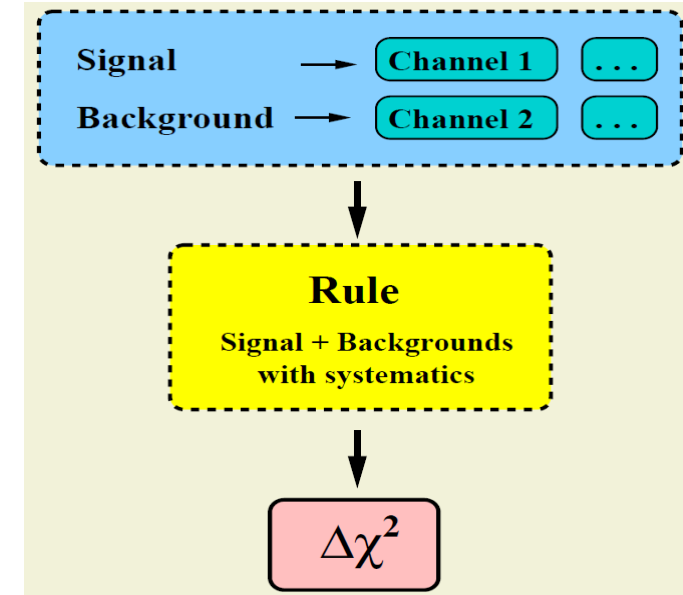 Signal Channel 1 . . .
Background Channel 2 . . .
Rule
Signal + Backgrounds
with systematics
Δχ²